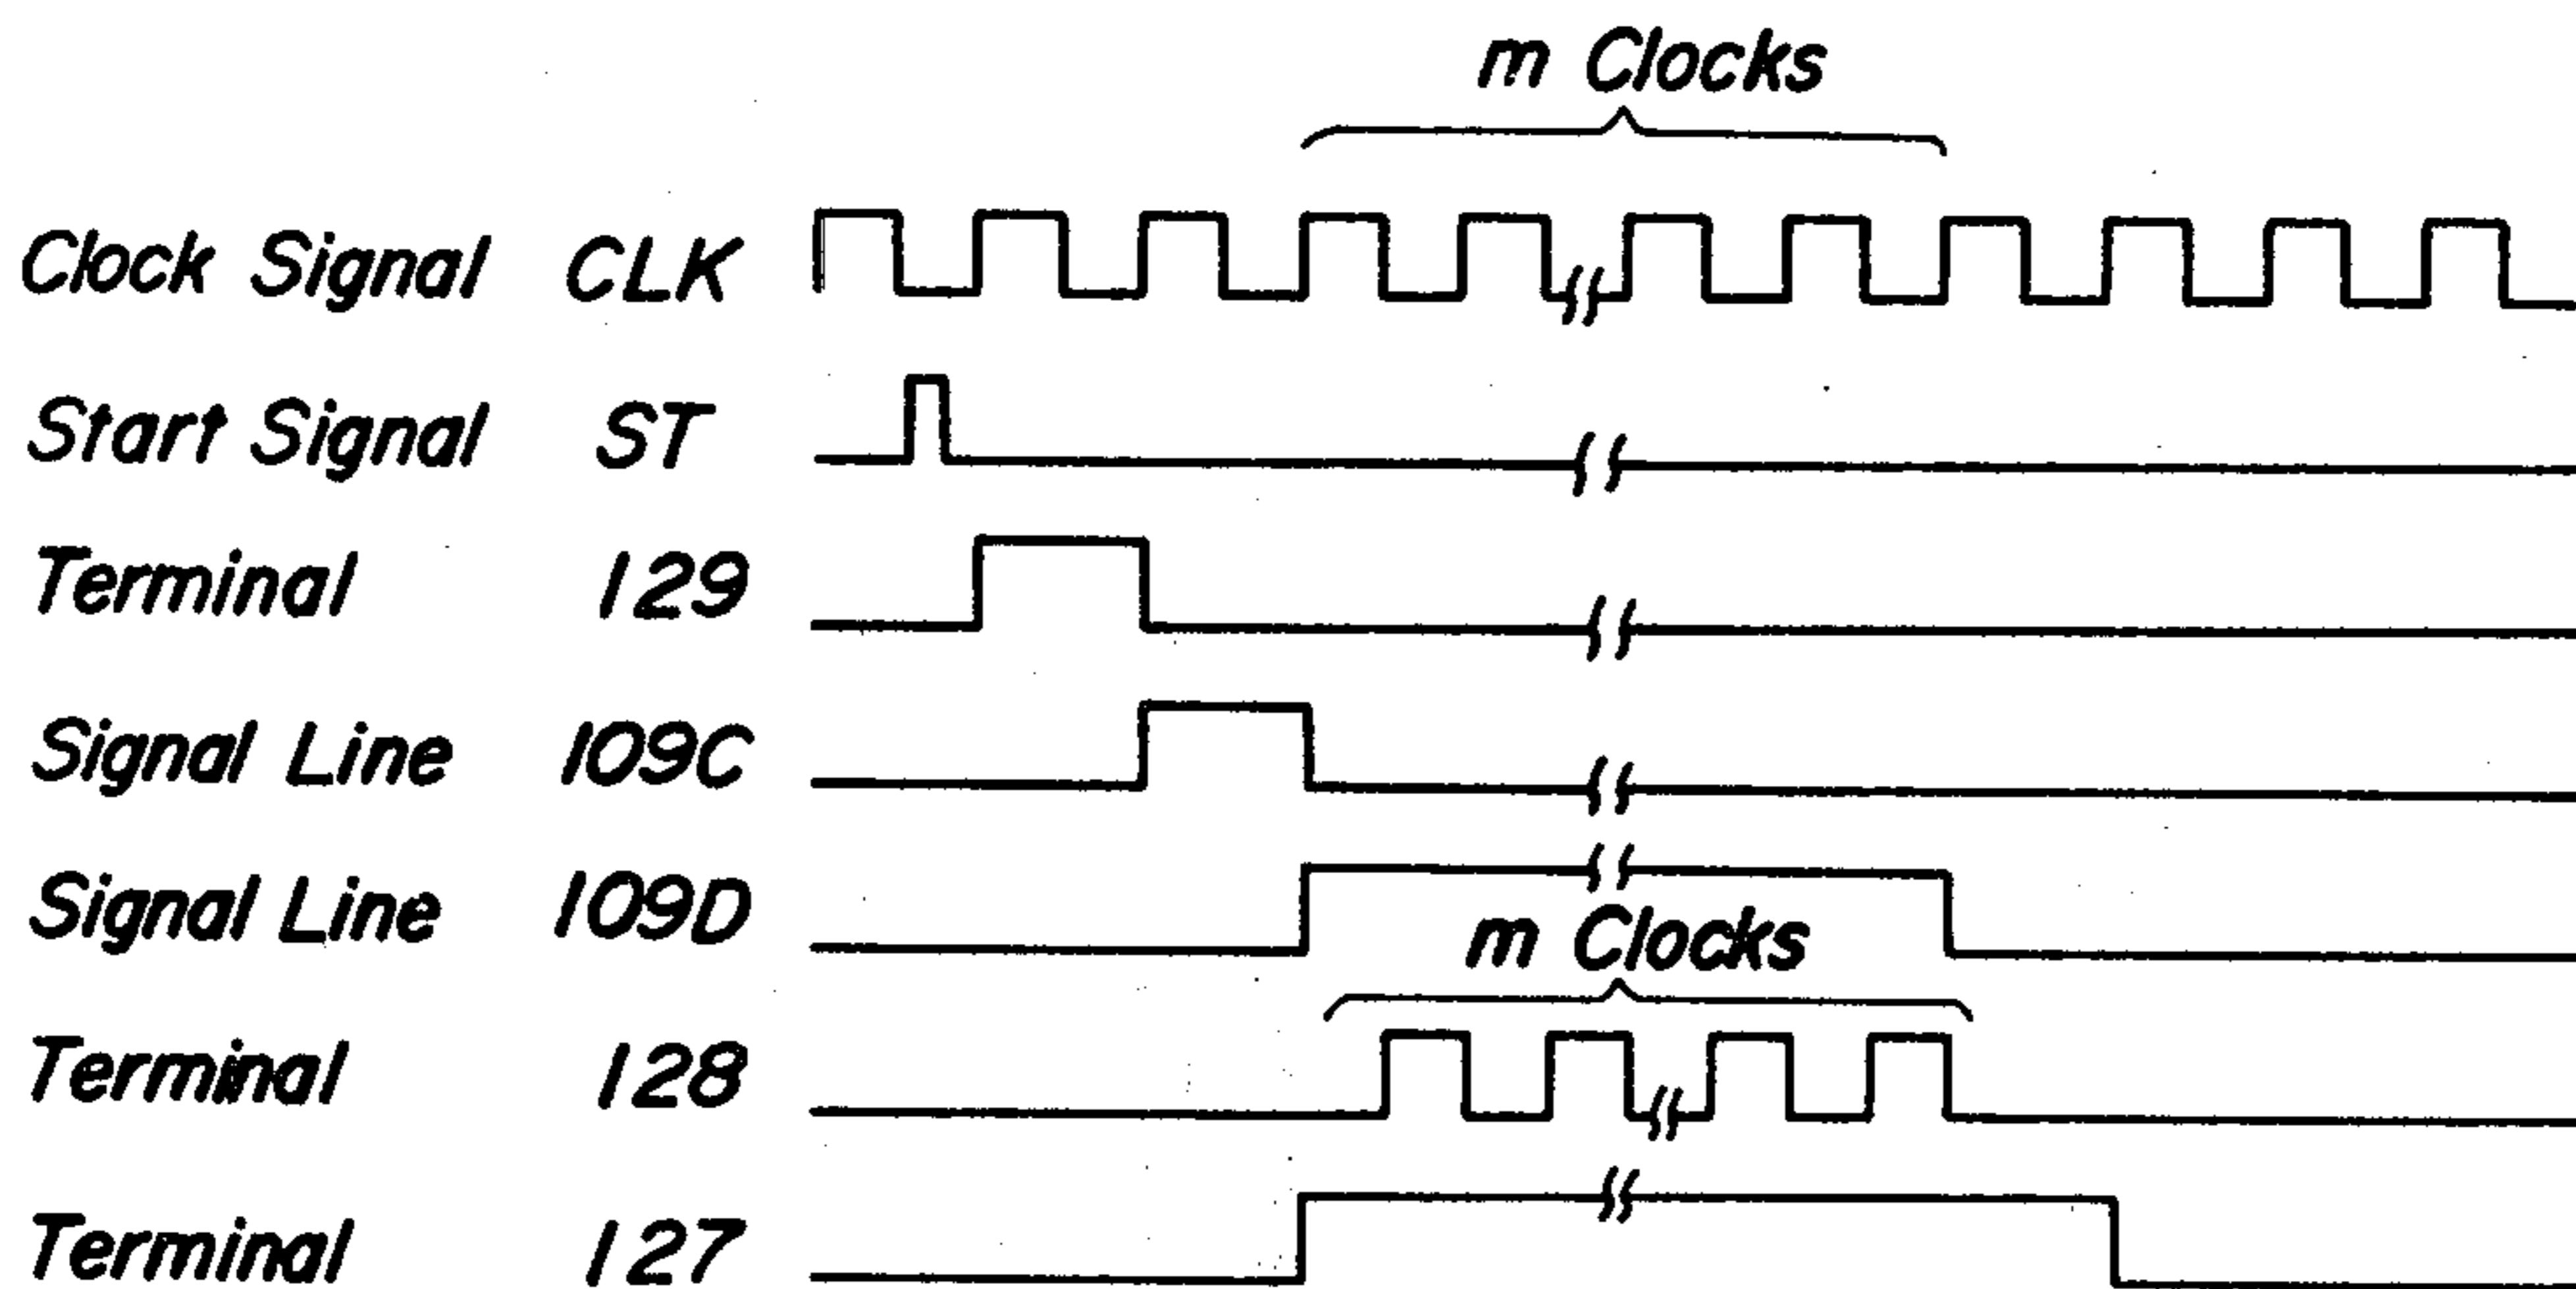 m Clocks
Clock Signal CLK
Start Signal ST
Terminal 129
Signal Line 109C
Signal Line 109D
m Clocks
Terminal 128
Terminal 127